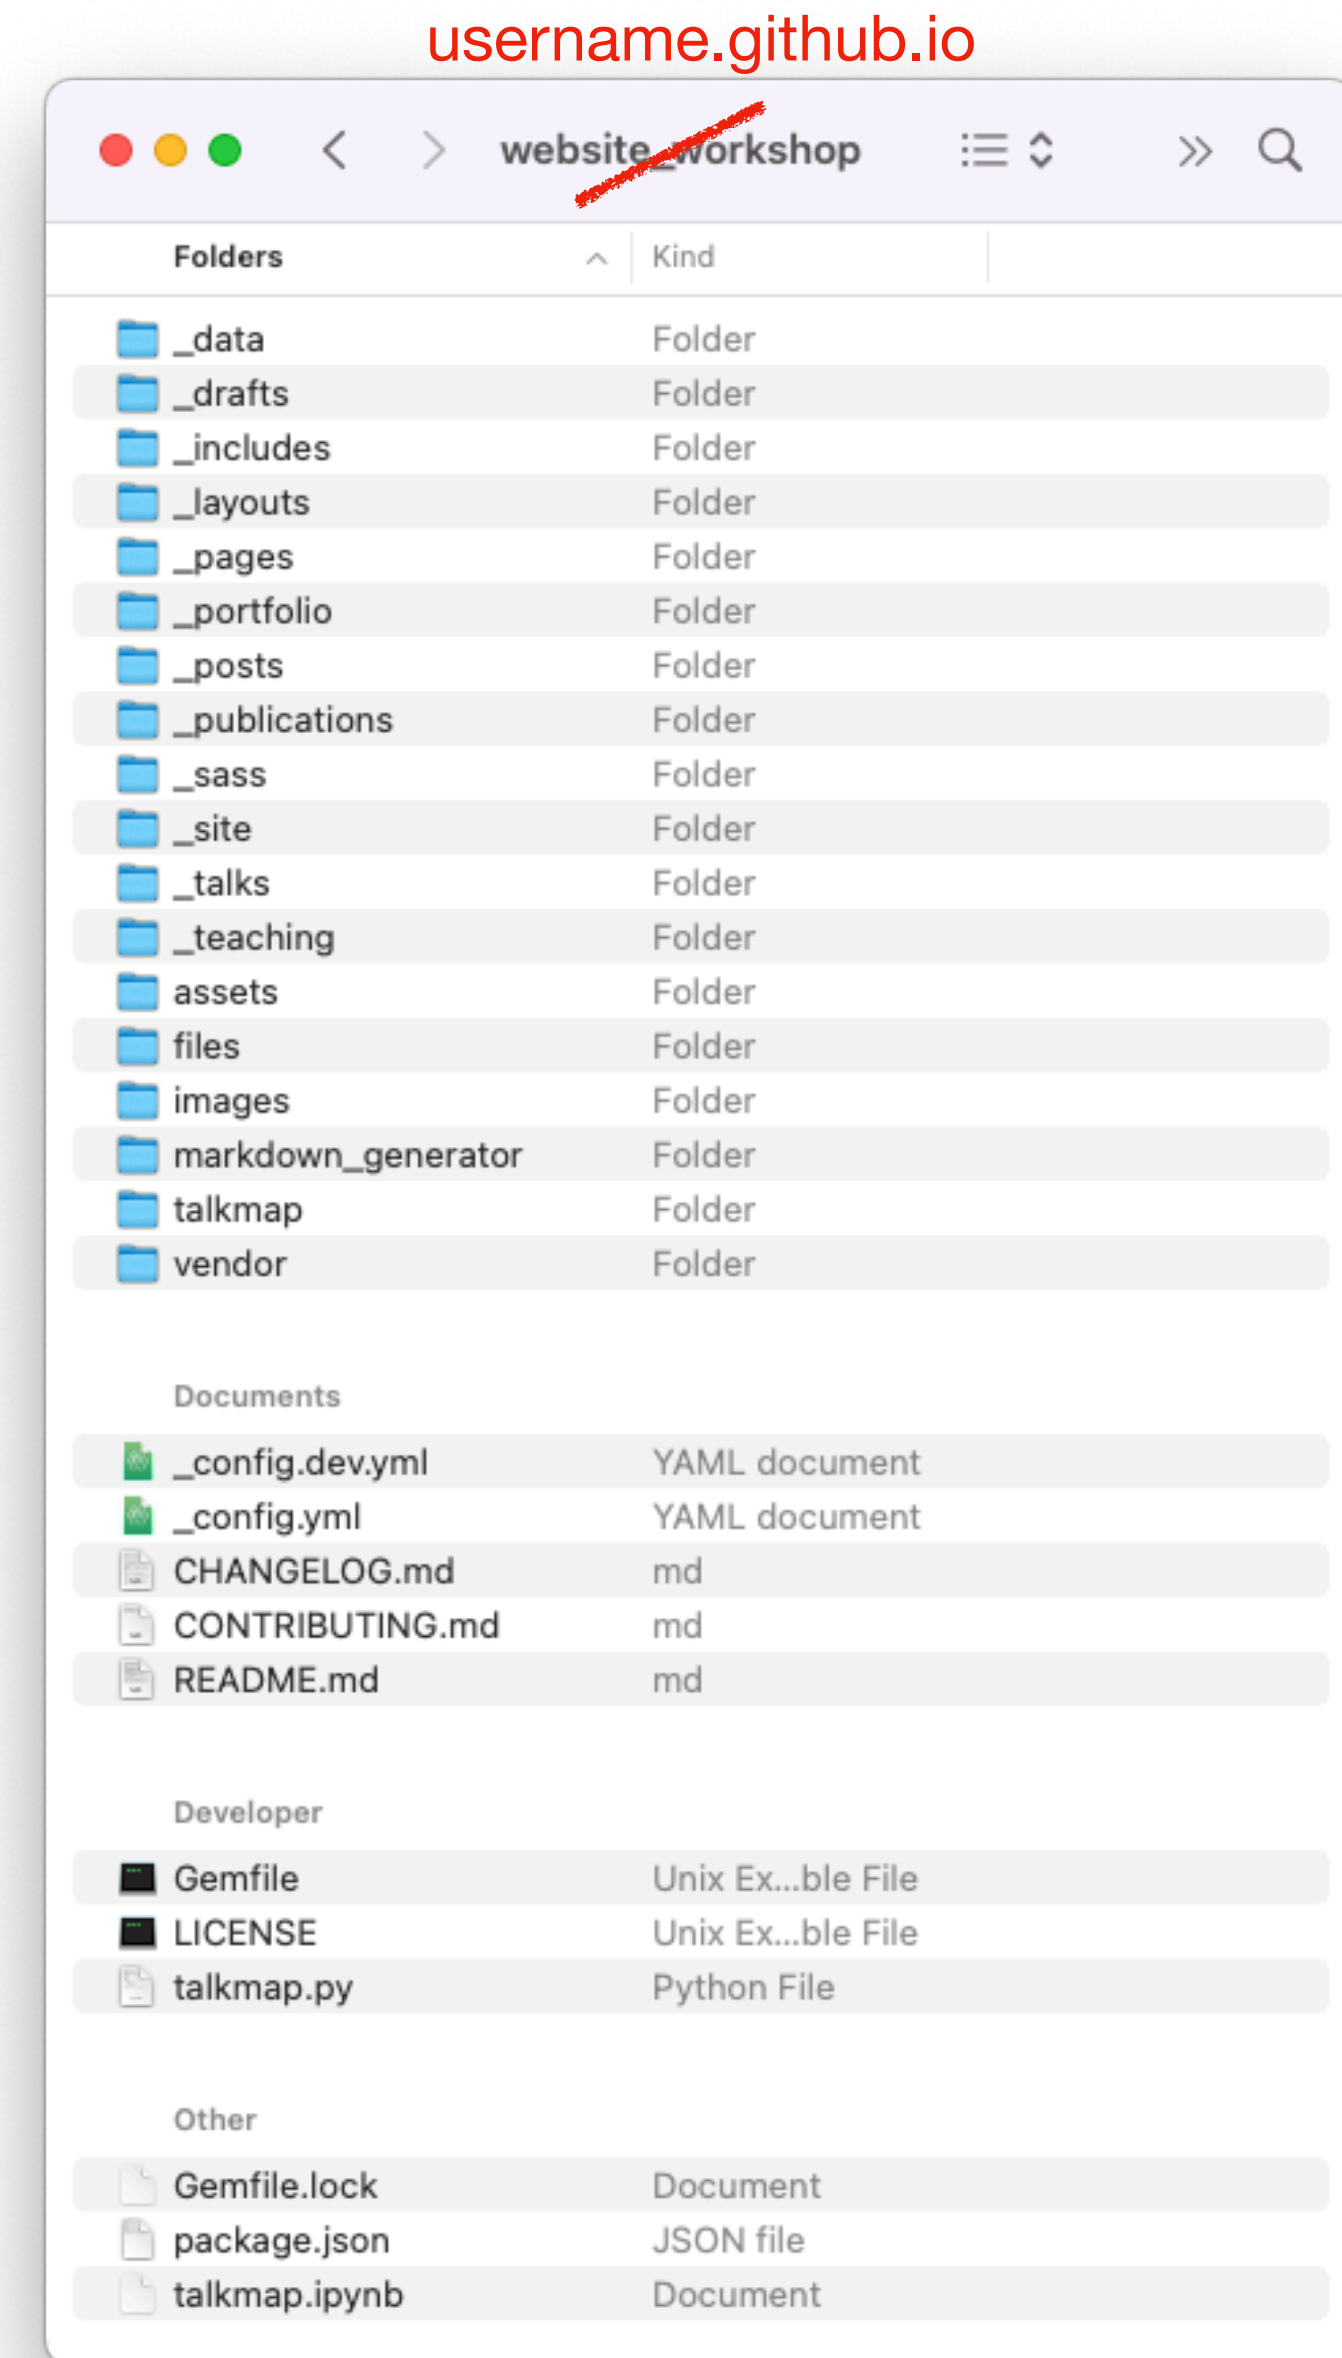 username.github.io
website_workshop
Folders Kind
_data Folder
_drafts Folder
_includes Folder
_layouts Folder
_pages Folder
_portfolio Folder
_posts Folder
_publications Folder
_sass Folder
_site Folder
_talks Folder
_teaching Folder
assets Folder
files Folder
images Folder
markdown_generator Folder
talkmap Folder
vendor Folder
Documents
_config.dev.yml YAML document
_config.yml YAML document
CHANGELOG.md md
CONTRIBUTING.md md
README.md md
Developer
Gemfile Unix Ex...ble File
LICENSE Unix Ex...ble File
talkmap.py Python File
Other
Gemfile.lock Document
package.json JSON file
talkmap.ipynb Document